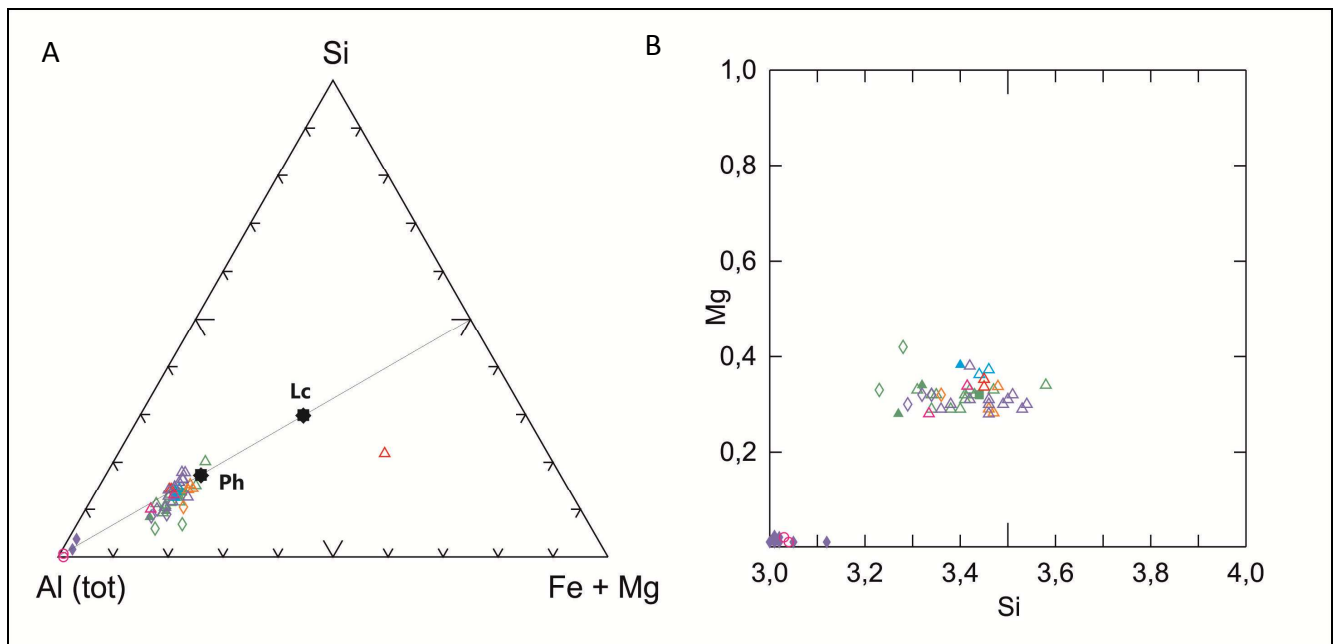 A
Si
Lc
Ph
Al (tot)
Fe + Mg
B
1,0
0,8
0,6
Mg
0,4
0,2
3,0 3,2 3,4 3,6 3,8 4,0
Si